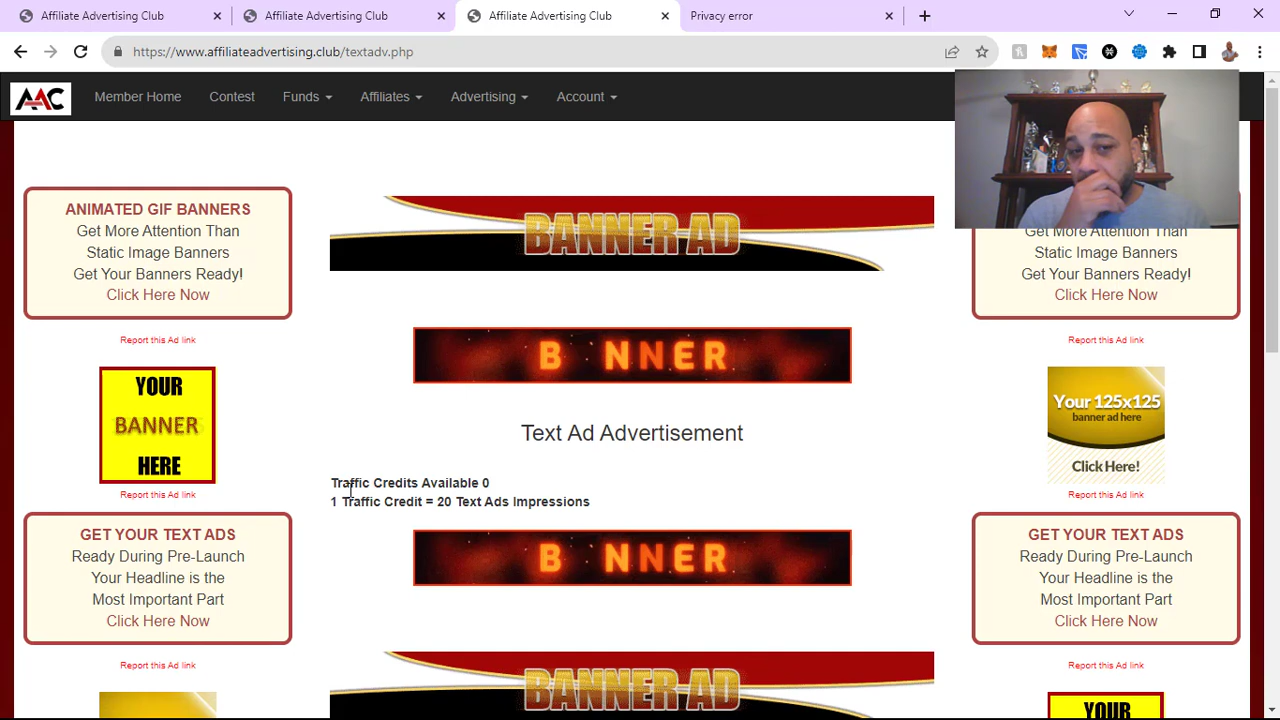 Affiliate Advertising Club
Affiliate Advertising Club
Affiliate Advertising Club
Privacy error
https://www.affiliateadvertising.club/textadv.php
AAC
Member Home
Contest
Funds
Affiliates
Advertising
Account
ANIMATED GIF BANNERS
Get More Attention Than
Static Image Banners
Get Your Banners Ready!
Click Here Now
Report this Ad link
YOUR
BANNER
HERE
Report this Ad link
GET YOUR TEXT ADS
Ready During Pre-Launch
Your Headline is the
Most Important Part
Click Here Now
Report this Ad link
BANNER AD
B NNER
Text Ad Advertisement
Traffic Credits Available 0
1 Traffic Credit = 20 Text Ads Impressions
B NNER
BANNER AD
Get More Attention Than
Static Image Banners
Get Your Banners Ready!
Click Here Now
Report this Ad link
Your 125x125
banner ad here
Click Here!
Report this Ad link
GET YOUR TEXT ADS
Ready During Pre-Launch
Your Headline is the
Most Important Part
Click Here Now
Report this Ad link
YOUR